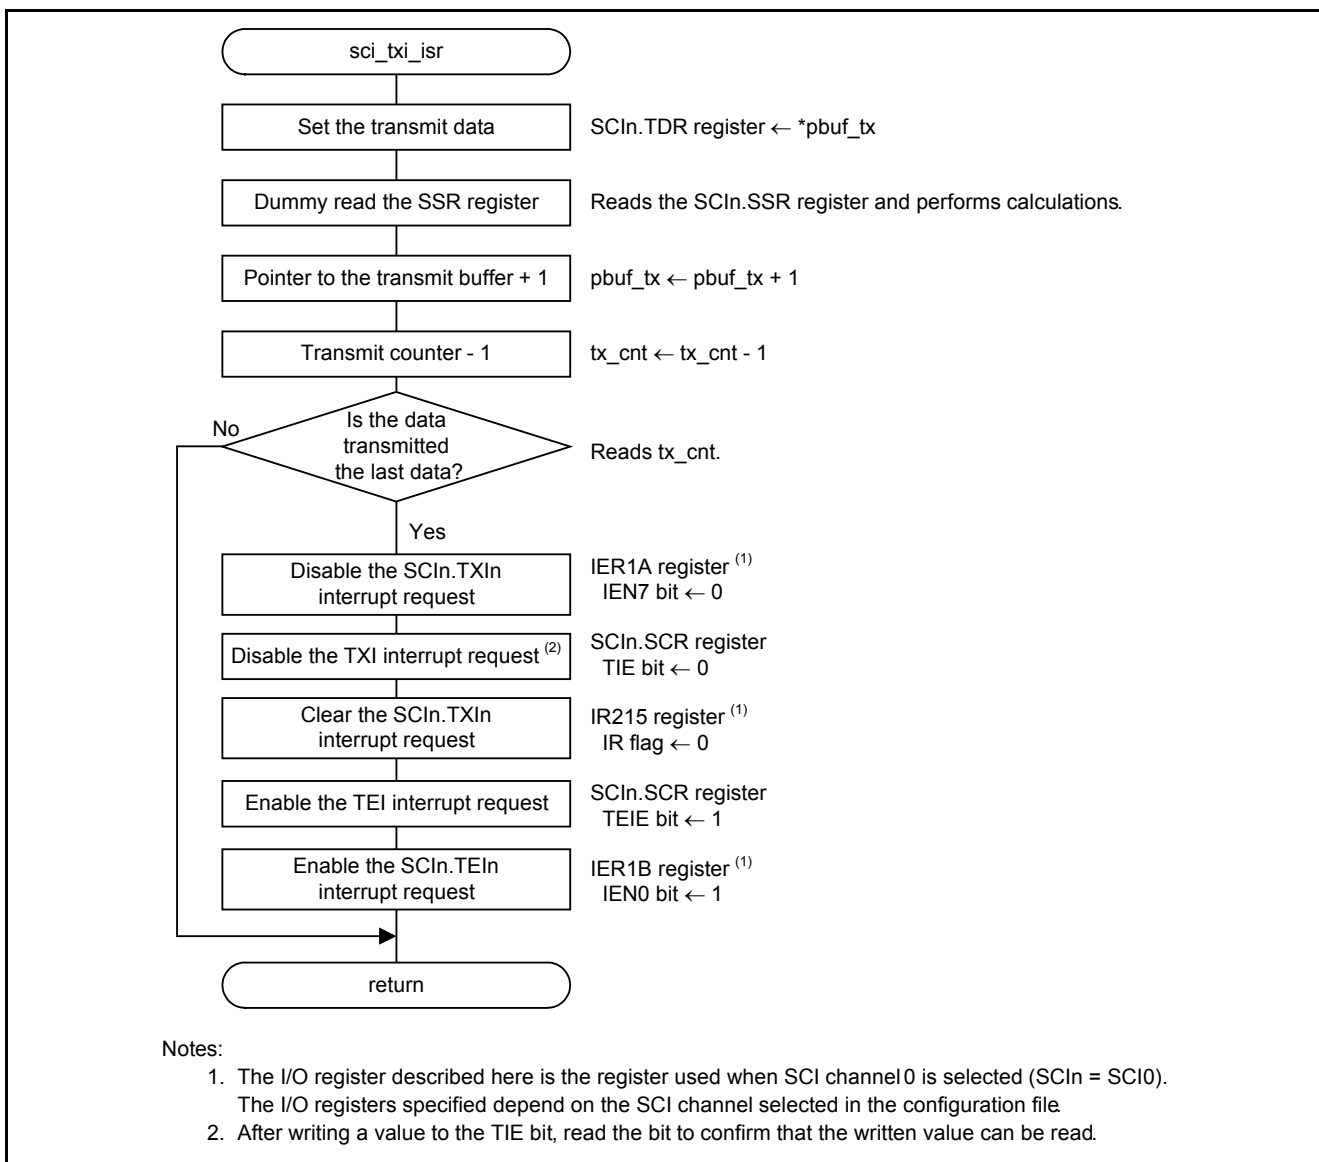 sci_txi_isr
Set the transmit data
SCIn.TDR register ← *pbuf_tx
Dummy read the SSR register
Reads the SCIn.SSR register and performs calculations.
Pointer to the transmit buffer + 1
pbuf_tx ← pbuf_tx + 1
Transmit counter - 1
tx_cnt ← tx_cnt - 1
Is the data
transmitted
the last data?
No
Reads tx_cnt.
Yes
Disable the SCIn.TXIn
interrupt request
IER1A register (1)
IEN7 bit ← 0
Disable the TXI interrupt request (2)
SCIn.SCR register
TIE bit ← 0
Clear the SCIn.TXIn
interrupt request
IR215 register (1)
IR flag ← 0
Enable the TEI interrupt request
SCIn.SCR register
TEIE bit ← 1
Enable the SCIn.TEIn
interrupt request
IER1B register (1)
IEN0 bit ← 1
return
Notes:
1. The I/O register described here is the register used when SCI channel 0 is selected (SCIn = SCI0).
The I/O registers specified depend on the SCI channel selected in the configuration file.
2. After writing a value to the TIE bit, read the bit to confirm that the written value can be read.